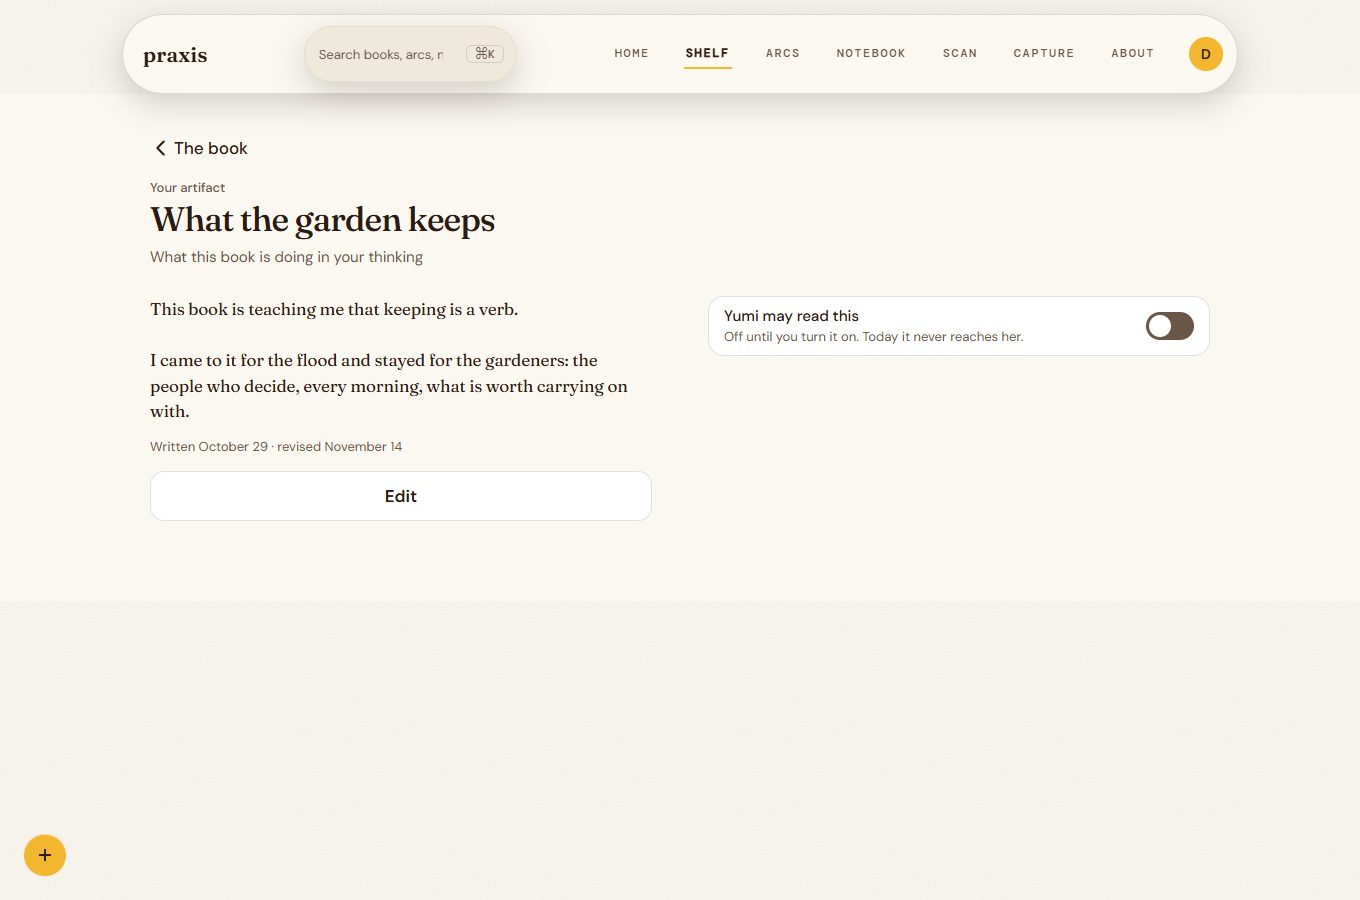 praxis
Search books, arcs, r
⌘K
HOME
SHELF
ARCS
NOTEBOOK
SCAN
CAPTURE
ABOUT
D
The book
Your artifact
What the garden keeps
What this book is doing in your thinking
This book is teaching me that keeping is a verb.
I came to it for the flood and stayed for the gardeners: the
people who decide, every morning, what is worth carrying on
with.
Written October 29 · revised November 14
Edit
Yumi may read this
Off until you turn it on. Today it never reaches her.
+